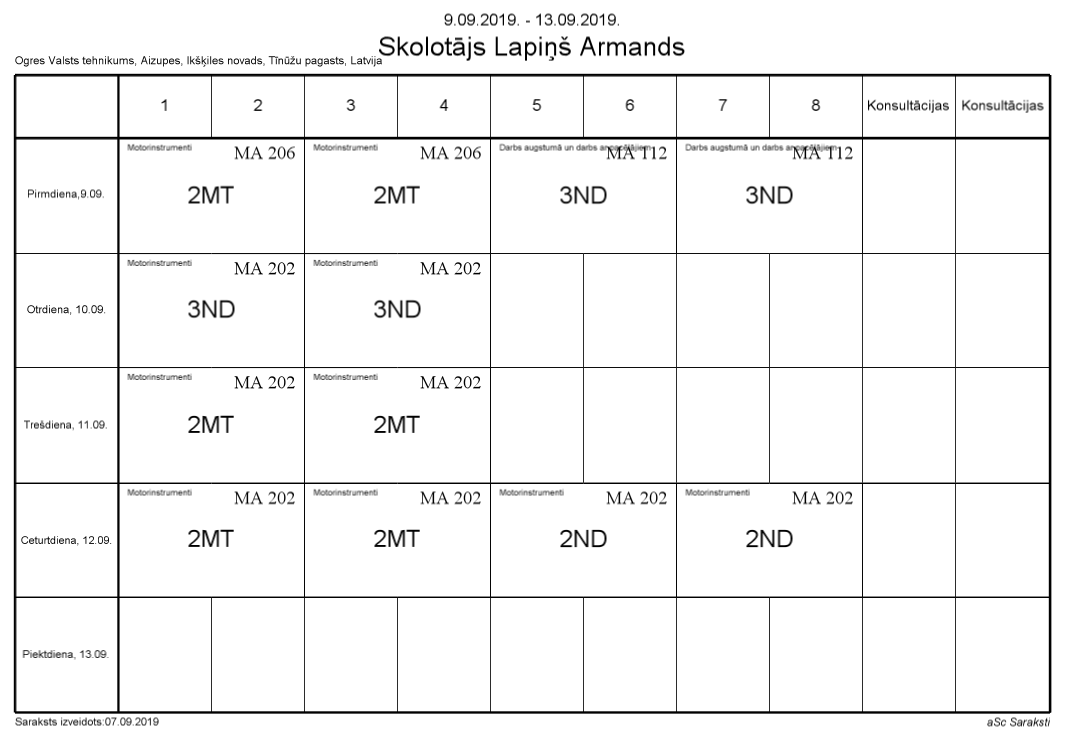 9.09.2019. - 13.09.2019.
Skolotājs Lapiņš Armands
Ogres Valsts tehnikums, Aizupes, Ikšķiles novads, Tīnūžu pagasts, Latvija
1 2 3 4 5 6 7 8 Konsultācijas Konsultācijas
Motorinstrumenti MA 206 Motorinstrumenti MA 206 Darbs augstumā un darbs MA 112 Darbs augstumā un darbs MA 112
Pirmdiena,9.09. 2MT 2MT 3ND 3ND
Motorinstrumenti MA 202 Motorinstrumenti MA 202
Otrdiena, 10.09. 3ND 3ND
Motorinstrumenti MA 202 Motorinstrumenti MA 202
Trešdiena, 11.09. 2MT 2MT
Motorinstrumenti MA 202 Motorinstrumenti MA 202 Motorinstrumenti MA 202 Motorinstrumenti MA 202
Ceturtdiena, 12.09. 2MT 2MT 2ND 2ND
Piektdiena, 13.09.
Saraksts izveidots:07.09.2019 aSc Saraksti